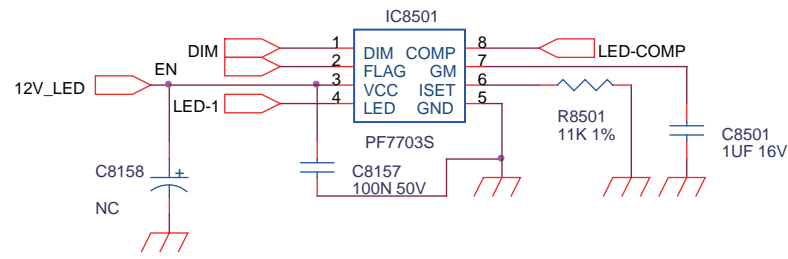 IC8501
DIM
1
DIM
COMP
8
LED-COMP
2
FLAG
GM
7
12V_LED
EN
3
VCC
ISET
6
LED-1
4
LED
GND
5
R8501
11K 1%
PF7703S
C8501
1UF 16V
C8158
NC
C8157
100N 50V